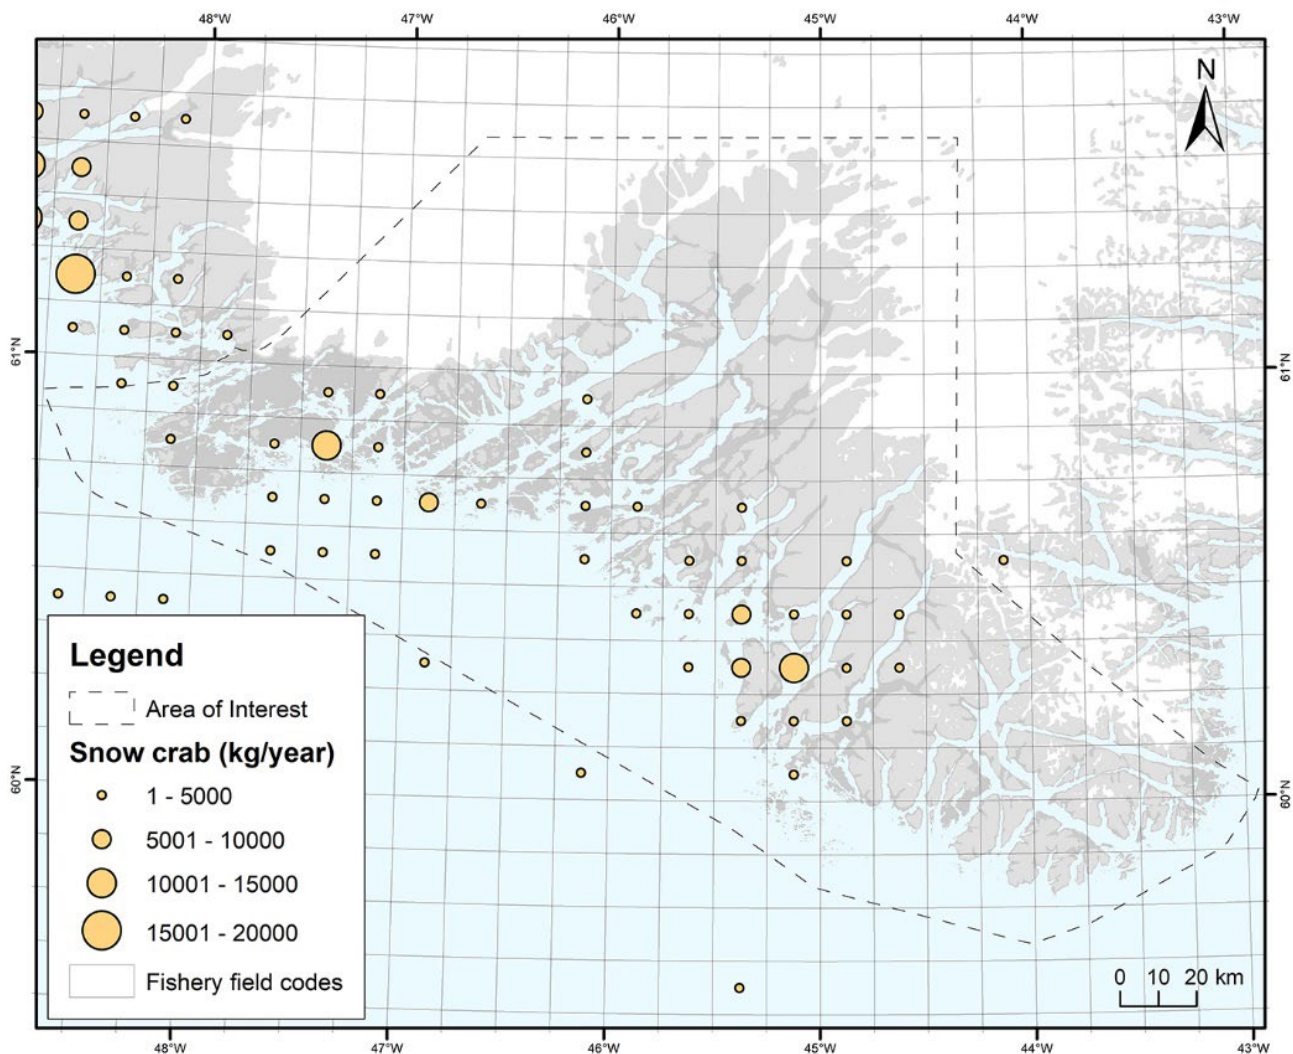 48°W 47°W 46°W 45°W 44°W 43°W
N
61°N 61°N
Legend
Area of Interest
Snow crab (kg/year)
1 - 5000
5001 - 10000
10001 - 15000
15001 - 20000
Fishery field codes
60°N 60°N
0 10 20 km
48°W 47°W 46°W 45°W 44°W 43°W